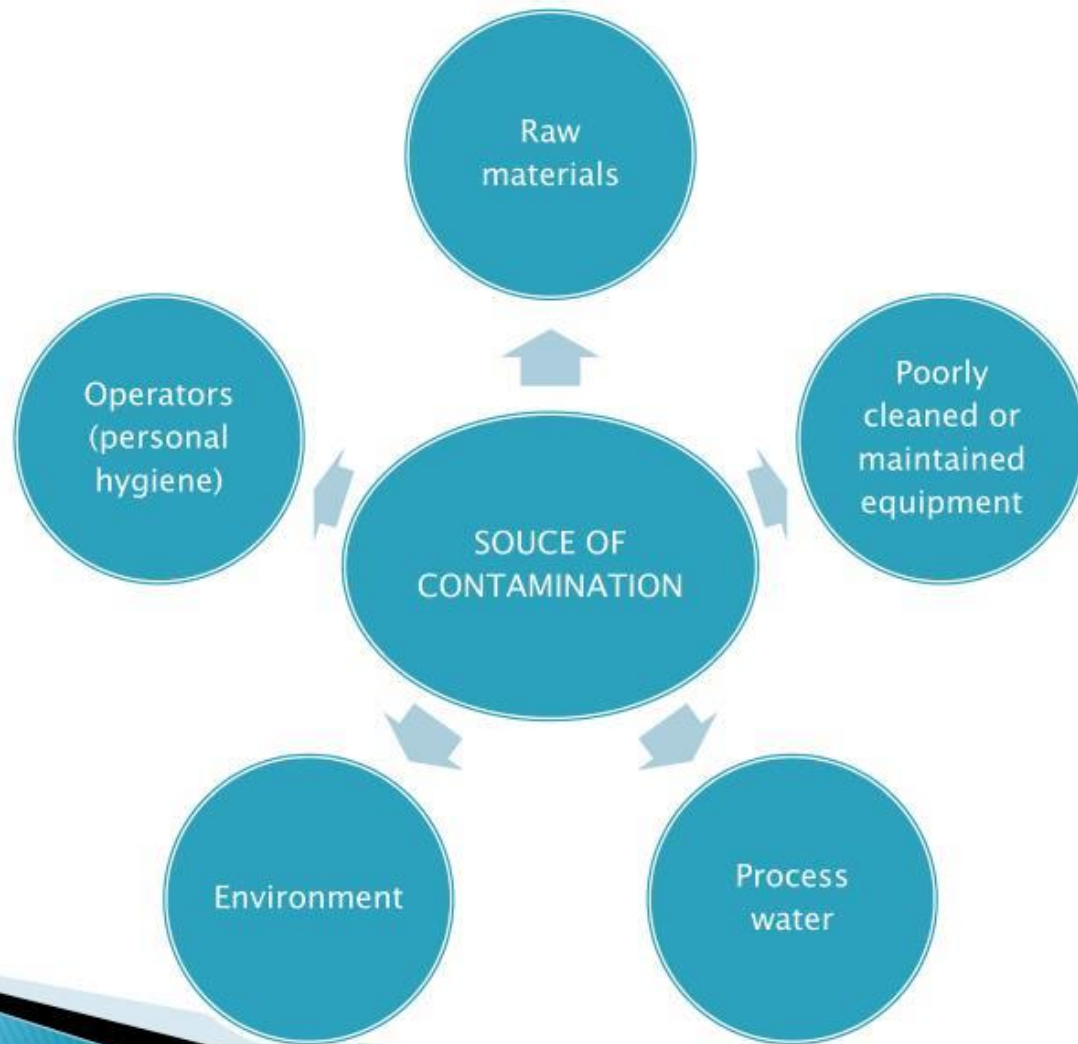 Raw
materials
Operators
(personal
hygiene)
Poorly
cleaned or
maintained
equipment
SOUCE OF
CONTAMINATION
Environment
Process
water